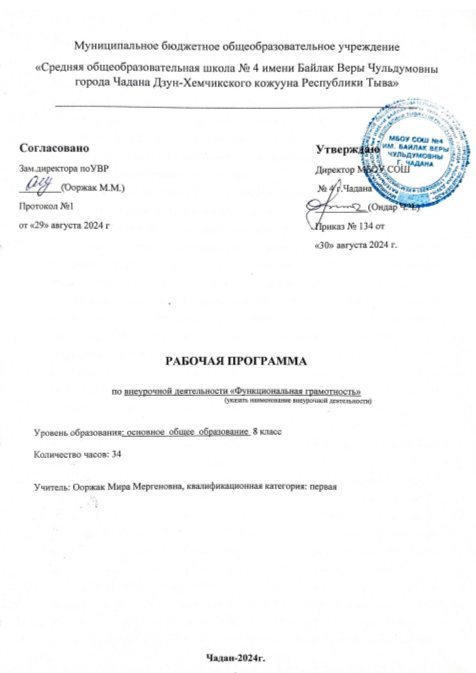 Муниципальное бюджетное общеобразовательное учреждение
«Средняя общеобразовательная школа № 4 имени Байлак Веры Чульдумовны
города Чадана Дзун-Хемчикского кожууна Республики Тыва»
Согласовано
Утверждаю
Зам.директора поУВР
Директор МБОУ СОШ
(Ооржак М.М.)
№ 4 г.Чадана
Протокол №1
(Ондар Ч.Ч.)
от «29» августа 2024 г
Приказ № 134 от
«30» августа 2024 г.
МБОУ СОШ №4
ИМ. БАЙЛАК ВЕРЫ
ЧУЛЬДУМОВНЫ
Г. ЧАДАНА
РАБОЧАЯ ПРОГРАММА
по внеурочной деятельности «Функциональная грамотность»
(указать наименование внеурочной деятельности)
Уровень образования: основное общее образование 8 класс
Количество часов: 34
Учитель: Ооржак Мира Мергеновна, квалификационная категория: первая
Чадан-2024г.